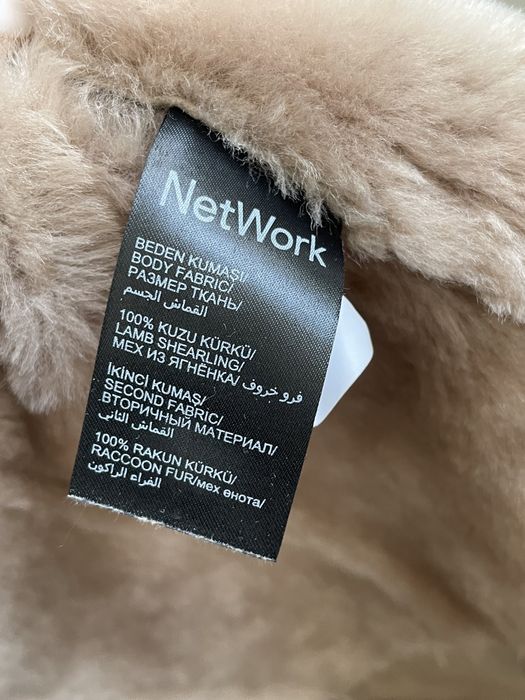 NetWork
BEDEN KUMAŞI/
BODY FABRIC/
РАЗМЕР ТКАНЬ/
القماش الجسم
100% KUZU KÜRKÜ/
LAMB SHEARLING/
МЕХ ИЗ ЯГНЁНКА/ فرو خروف/
İKİNCİ KUMAŞ/
SECOND FABRIC/
ВТОРИЧНЫЙ МАТЕРИАЛ/
القماش الثاني
100% RAKUN KÜRKÜ/
RACCOON FUR/мех енота/
الفراء الراكون